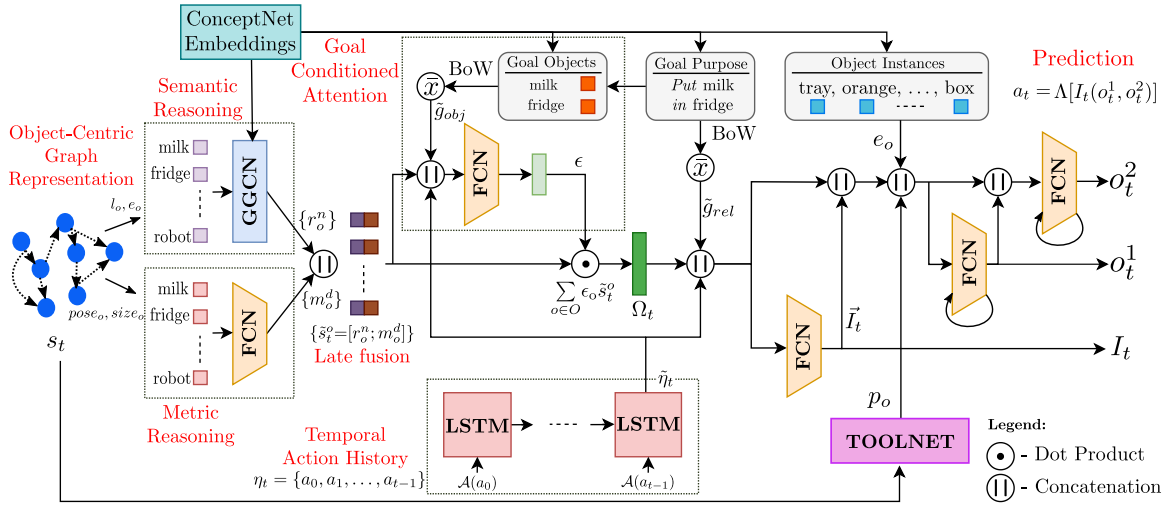 ConceptNet
Embeddings
Goal
Conditioned
Attention
Semantic
Reasoning
Object-Centric
Graph
Representation
milk
fridge
robot
GGCN
l_o, e_o
pose_o, size_o
s_t
milk
fridge
robot
FCN
Metric
Reasoning
{r_o^n}
||
{m_o^d}
{s̃_t^o=[r_o^n; m_o^d]}
Late fusion
BoW
x̄
g̃_obj
||
FCN
ϵ
Goal Objects
milk
fridge
Goal Purpose
Put milk
in fridge
BoW
x̄
g̃_rel
Object Instances
tray, orange, ..., box
e_o
Prediction
a_t = Λ[I_t(o_t^1, o_t^2)]
∑ ϵ_o s̃_t^o
o∈O
Ω_t
||
||
||
||
FCN
o_t^2
FCN
o_t^1
FCN
I⃗_t
I_t
η̃_t
LSTM
LSTM
A(a_0)
A(a_{t-1})
Temporal
Action History
η_t = {a_0, a_1, ..., a_{t-1}}
p_o
TOOLNET
Legend:
- Dot Product
|| - Concatenation